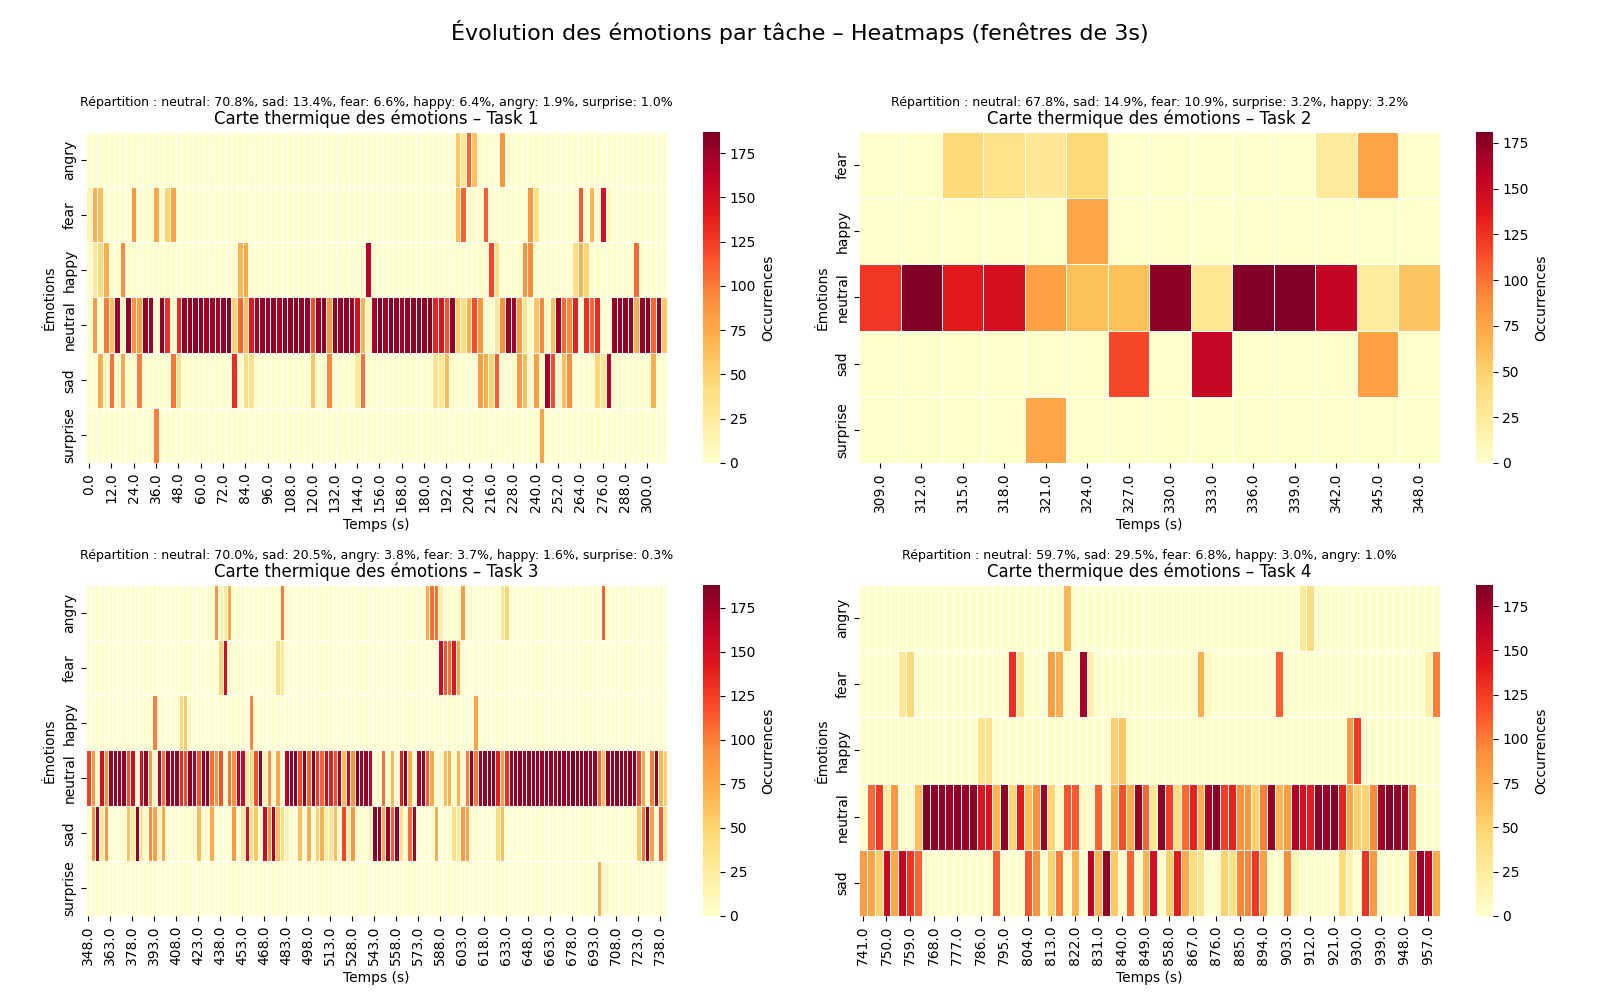 Évolution des émotions par tâche – Heatmaps (fenêtres de 3s)
Répartition : neutral: 70.8%, sad: 13.4%, fear: 6.6%, happy: 6.4%, angry: 1.9%, surprise: 1.0%
Carte thermique des émotions – Task 1
Émotions
angry
fear
happy
neutral
sad
surprise
0.0 12.0 24.0 36.0 48.0 60.0 72.0 84.0 96.0 108.0 120.0 132.0 144.0 156.0 168.0 180.0 192.0 204.0 216.0 228.0 240.0 252.0 264.0 276.0 288.0 300.0
Temps (s)
175
150
125
100
75
50
25
0
Occurrences
Répartition : neutral: 67.8%, sad: 14.9%, fear: 10.9%, surprise: 3.2%, happy: 3.2%
Carte thermique des émotions – Task 2
Émotions
fear
happy
neutral
sad
surprise
309.0 312.0 315.0 318.0 321.0 324.0 327.0 330.0 333.0 336.0 339.0 342.0 345.0 348.0
Temps (s)
175
150
125
100
75
50
25
0
Occurrences
Répartition : neutral: 70.0%, sad: 20.5%, angry: 3.8%, fear: 3.7%, happy: 1.6%, surprise: 0.3%
Carte thermique des émotions – Task 3
Émotions
angry
fear
happy
neutral
sad
surprise
348.0 363.0 378.0 393.0 408.0 423.0 438.0 453.0 468.0 483.0 498.0 513.0 528.0 543.0 558.0 573.0 588.0 603.0 618.0 633.0 648.0 663.0 678.0 693.0 708.0 723.0 738.0
Temps (s)
175
150
125
100
75
50
25
0
Occurrences
Répartition : neutral: 59.7%, sad: 29.5%, fear: 6.8%, happy: 3.0%, angry: 1.0%
Carte thermique des émotions – Task 4
Émotions
angry
fear
happy
neutral
sad
741.0 750.0 759.0 768.0 777.0 786.0 795.0 804.0 813.0 822.0 831.0 840.0 849.0 858.0 867.0 876.0 885.0 894.0 903.0 912.0 921.0 930.0 939.0 948.0 957.0
Temps (s)
175
150
125
100
75
50
25
0
Occurrences